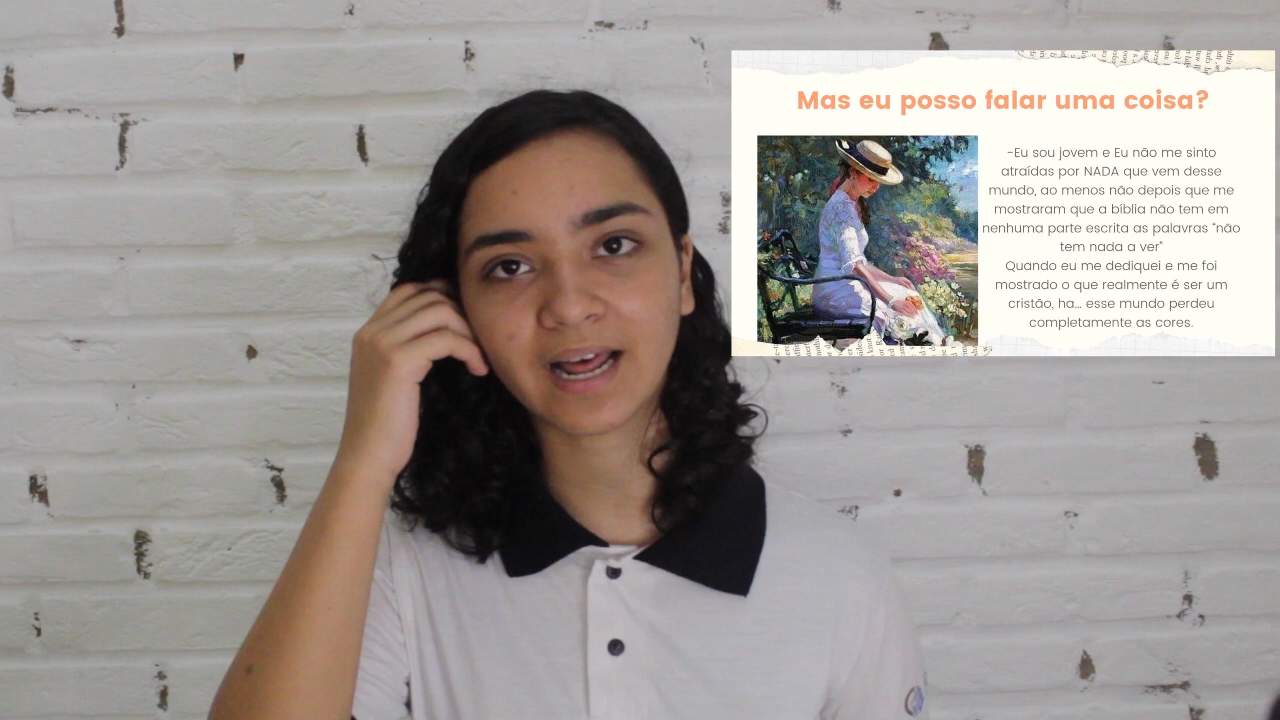 Mas eu posso falar uma coisa?
-Eu sou jovem e Eu não me sinto
atraídas por NADA que vem desse
mundo, ao menos não depois que me
mostraram que a bíblia não tem em
nenhuma parte escrita as palavras "não
tem nada a ver"
Quando eu me dediquei e me foi
mostrado o que realmente é ser um
cristão, ha... esse mundo perdeu
completamente as cores.